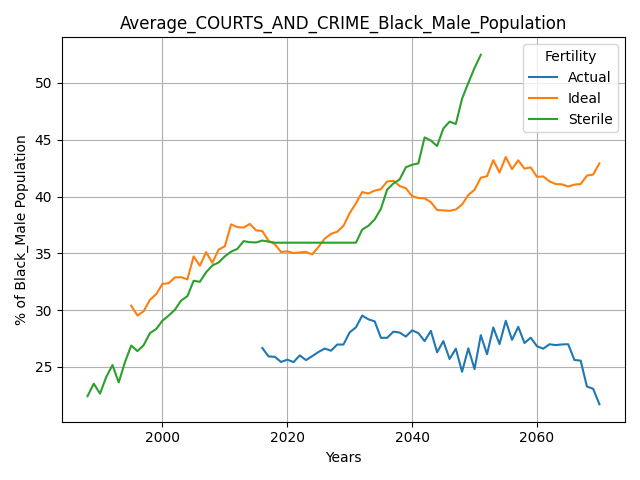 Average_COURTS_AND_CRIME_Black_Male_Population
% of Black_Male Population
50
45
40
35
30
25
2000
2020
2040
2060
Years
Fertility
Actual
Ideal
Sterile